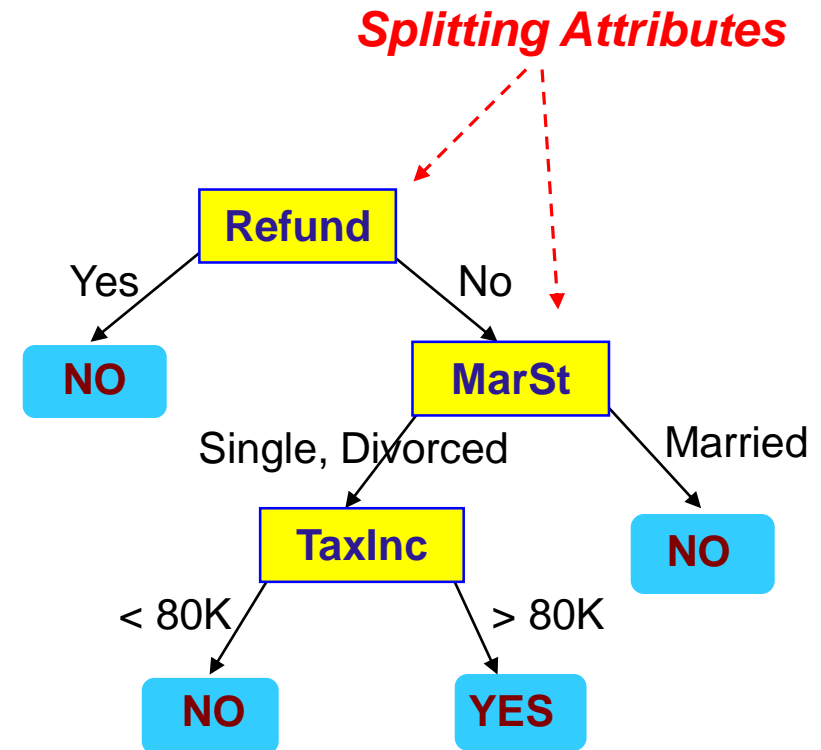 Splitting Attributes
Refund
Yes
No
NO
MarSt
Single, Divorced
Married
TaxInc
NO
< 80K
> 80K
NO
YES